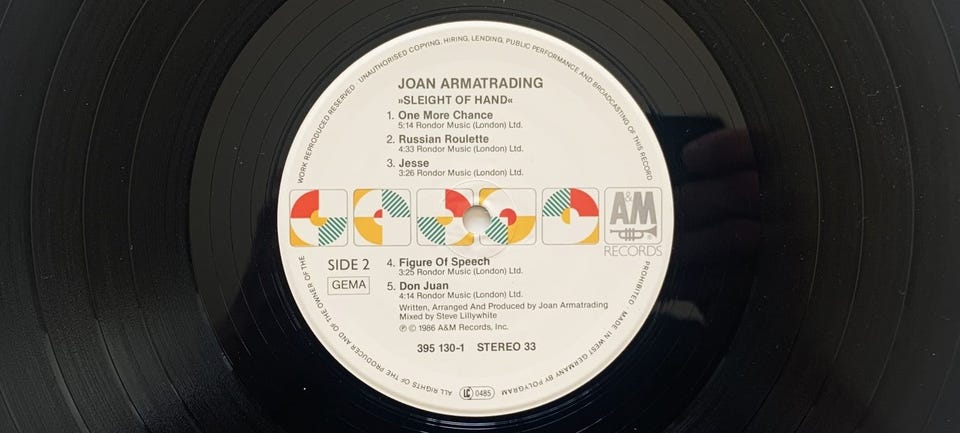 JOAN ARMATRADING
»SLEIGHT OF HAND«
1. One More Chance
5:14 Rondor Music (London) Ltd.
2. Russian Roulette
4:33 Rondor Music (London) Ltd.
3. Jesse
3:26 Rondor Music (London) Ltd.
A&M
RECORDS
SIDE 2
GEMA
4. Figure Of Speech
3:25 Rondor Music (London) Ltd.
5. Don Juan
4:14 Rondor Music (London) Ltd.
Written, Arranged And Produced by Joan Armatrading
Mixed by Steve Lillywhite
℗ © 1986 A&M Records, Inc.
395 130-1 STEREO 33
ALL RIGHTS OF THE PRODUCER AND OF THE OWNER OF THE WORK REPRODUCED RESERVED · UNAUTHORISED COPYING, HIRING, LENDING, PUBLIC PERFORMANCE AND BROADCASTING OF THIS RECORD PROHIBITED · MADE IN WEST GERMANY BY POLYGRAM
LC 0485